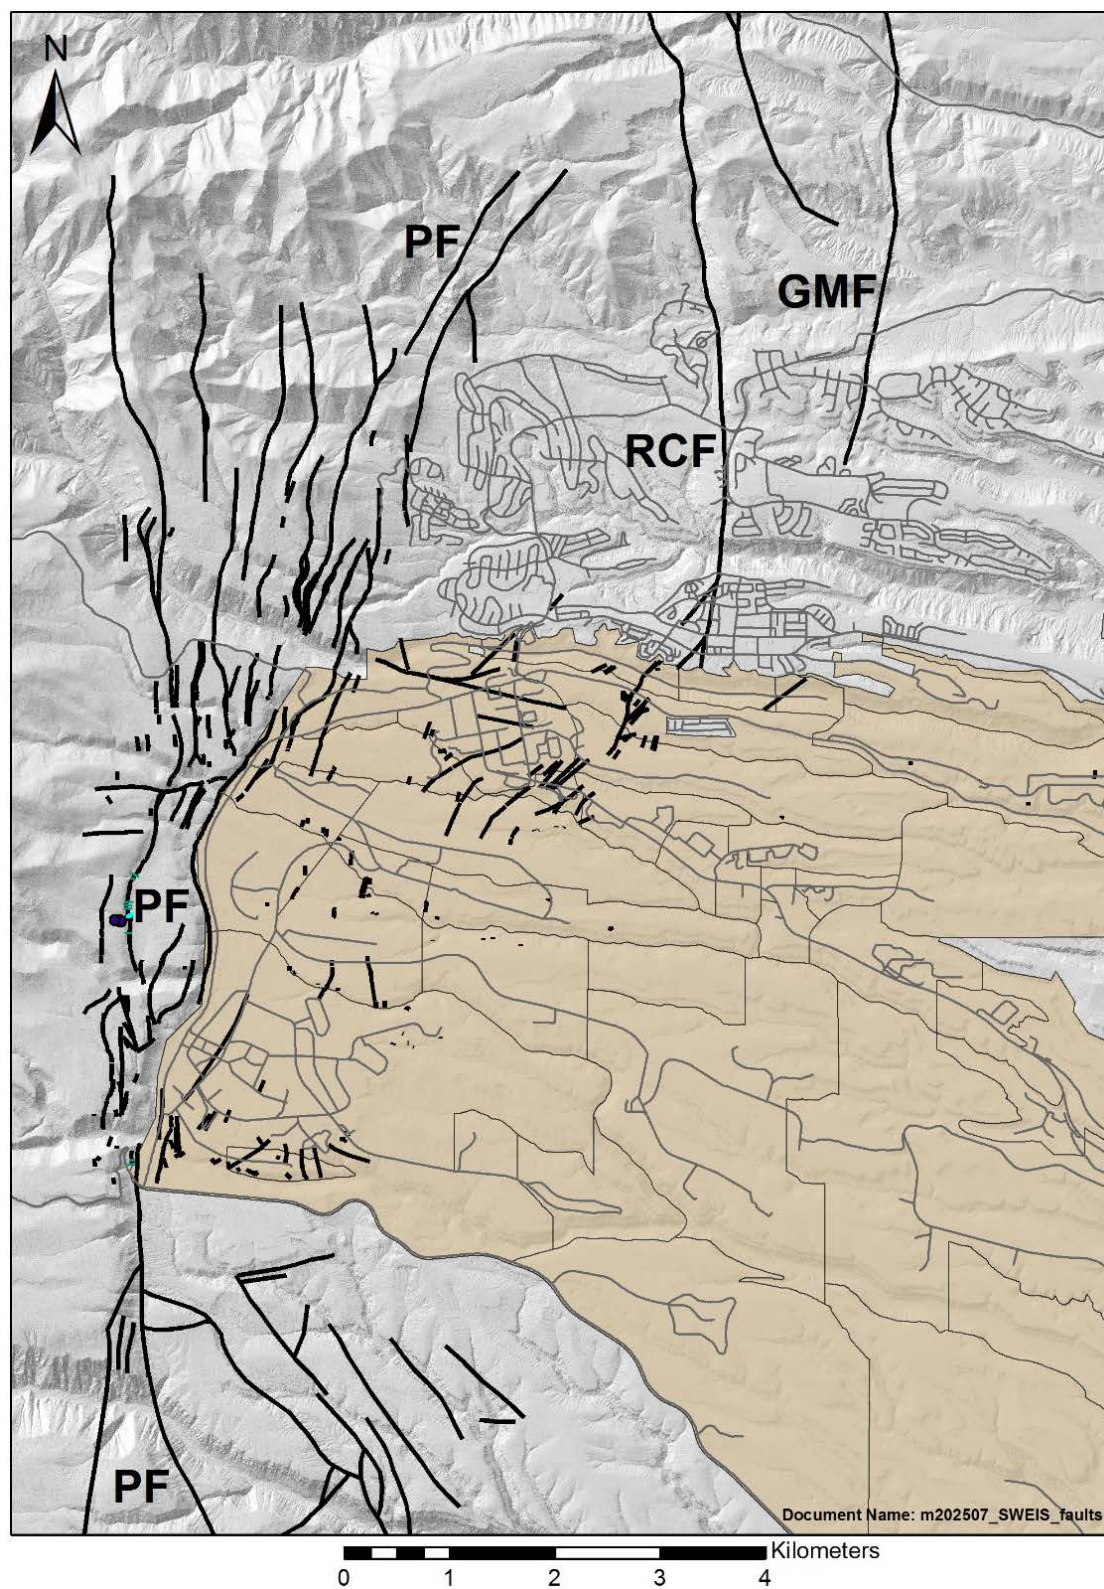 N
PF
GMF
RCF
PF
PF
Document Name: m202507_SWEIS_faults
Kilometers
0 1 2 3 4